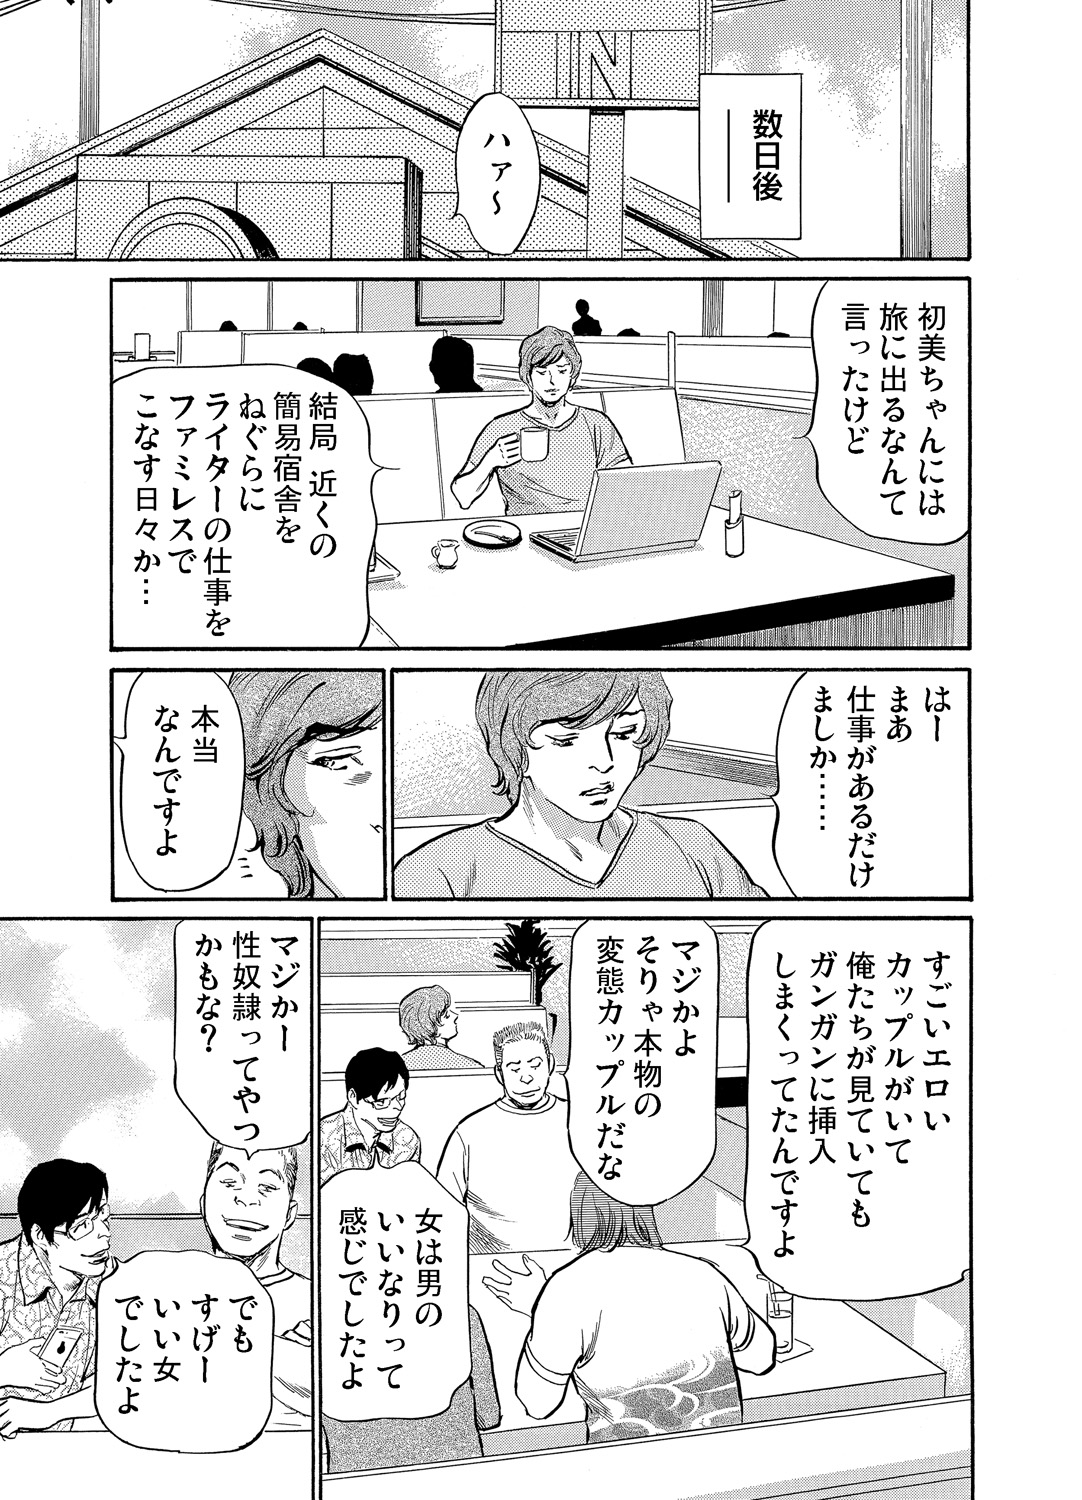 数日後
――
ハァ～
初美ちゃんには
旅に出るなんて
言ったけど
結局 近くの
簡易宿舎を
ねぐらに
ライターの仕事を
ファミレスで
こなす日々か…
はー
まあ
仕事があるだけ
ましか……
本当
なんですよ
すごいエロい
カップルがいて
俺たちが見ていても
ガンガンに挿入
しまくってたんですよ
マジかよ
そりゃ本物の
変態カップルだな
女は男の
いいなりって
感じでしたよ
マジかー
性奴隷ってやつ
かもな?
でも
すげー
いい女
でしたよ